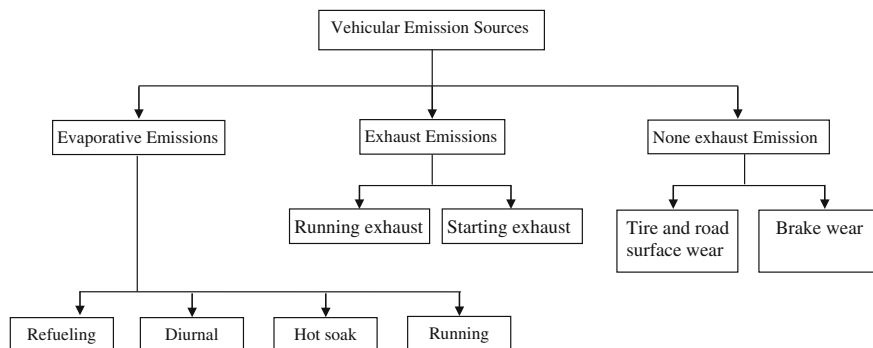 Vehicular Emission Sources
Evaporative Emissions
Exhaust Emissions
None exhaust Emission
Running exhaust
Starting exhaust
Tire and road
surface wear
Brake wear
Refueling
Diurnal
Hot soak
Running